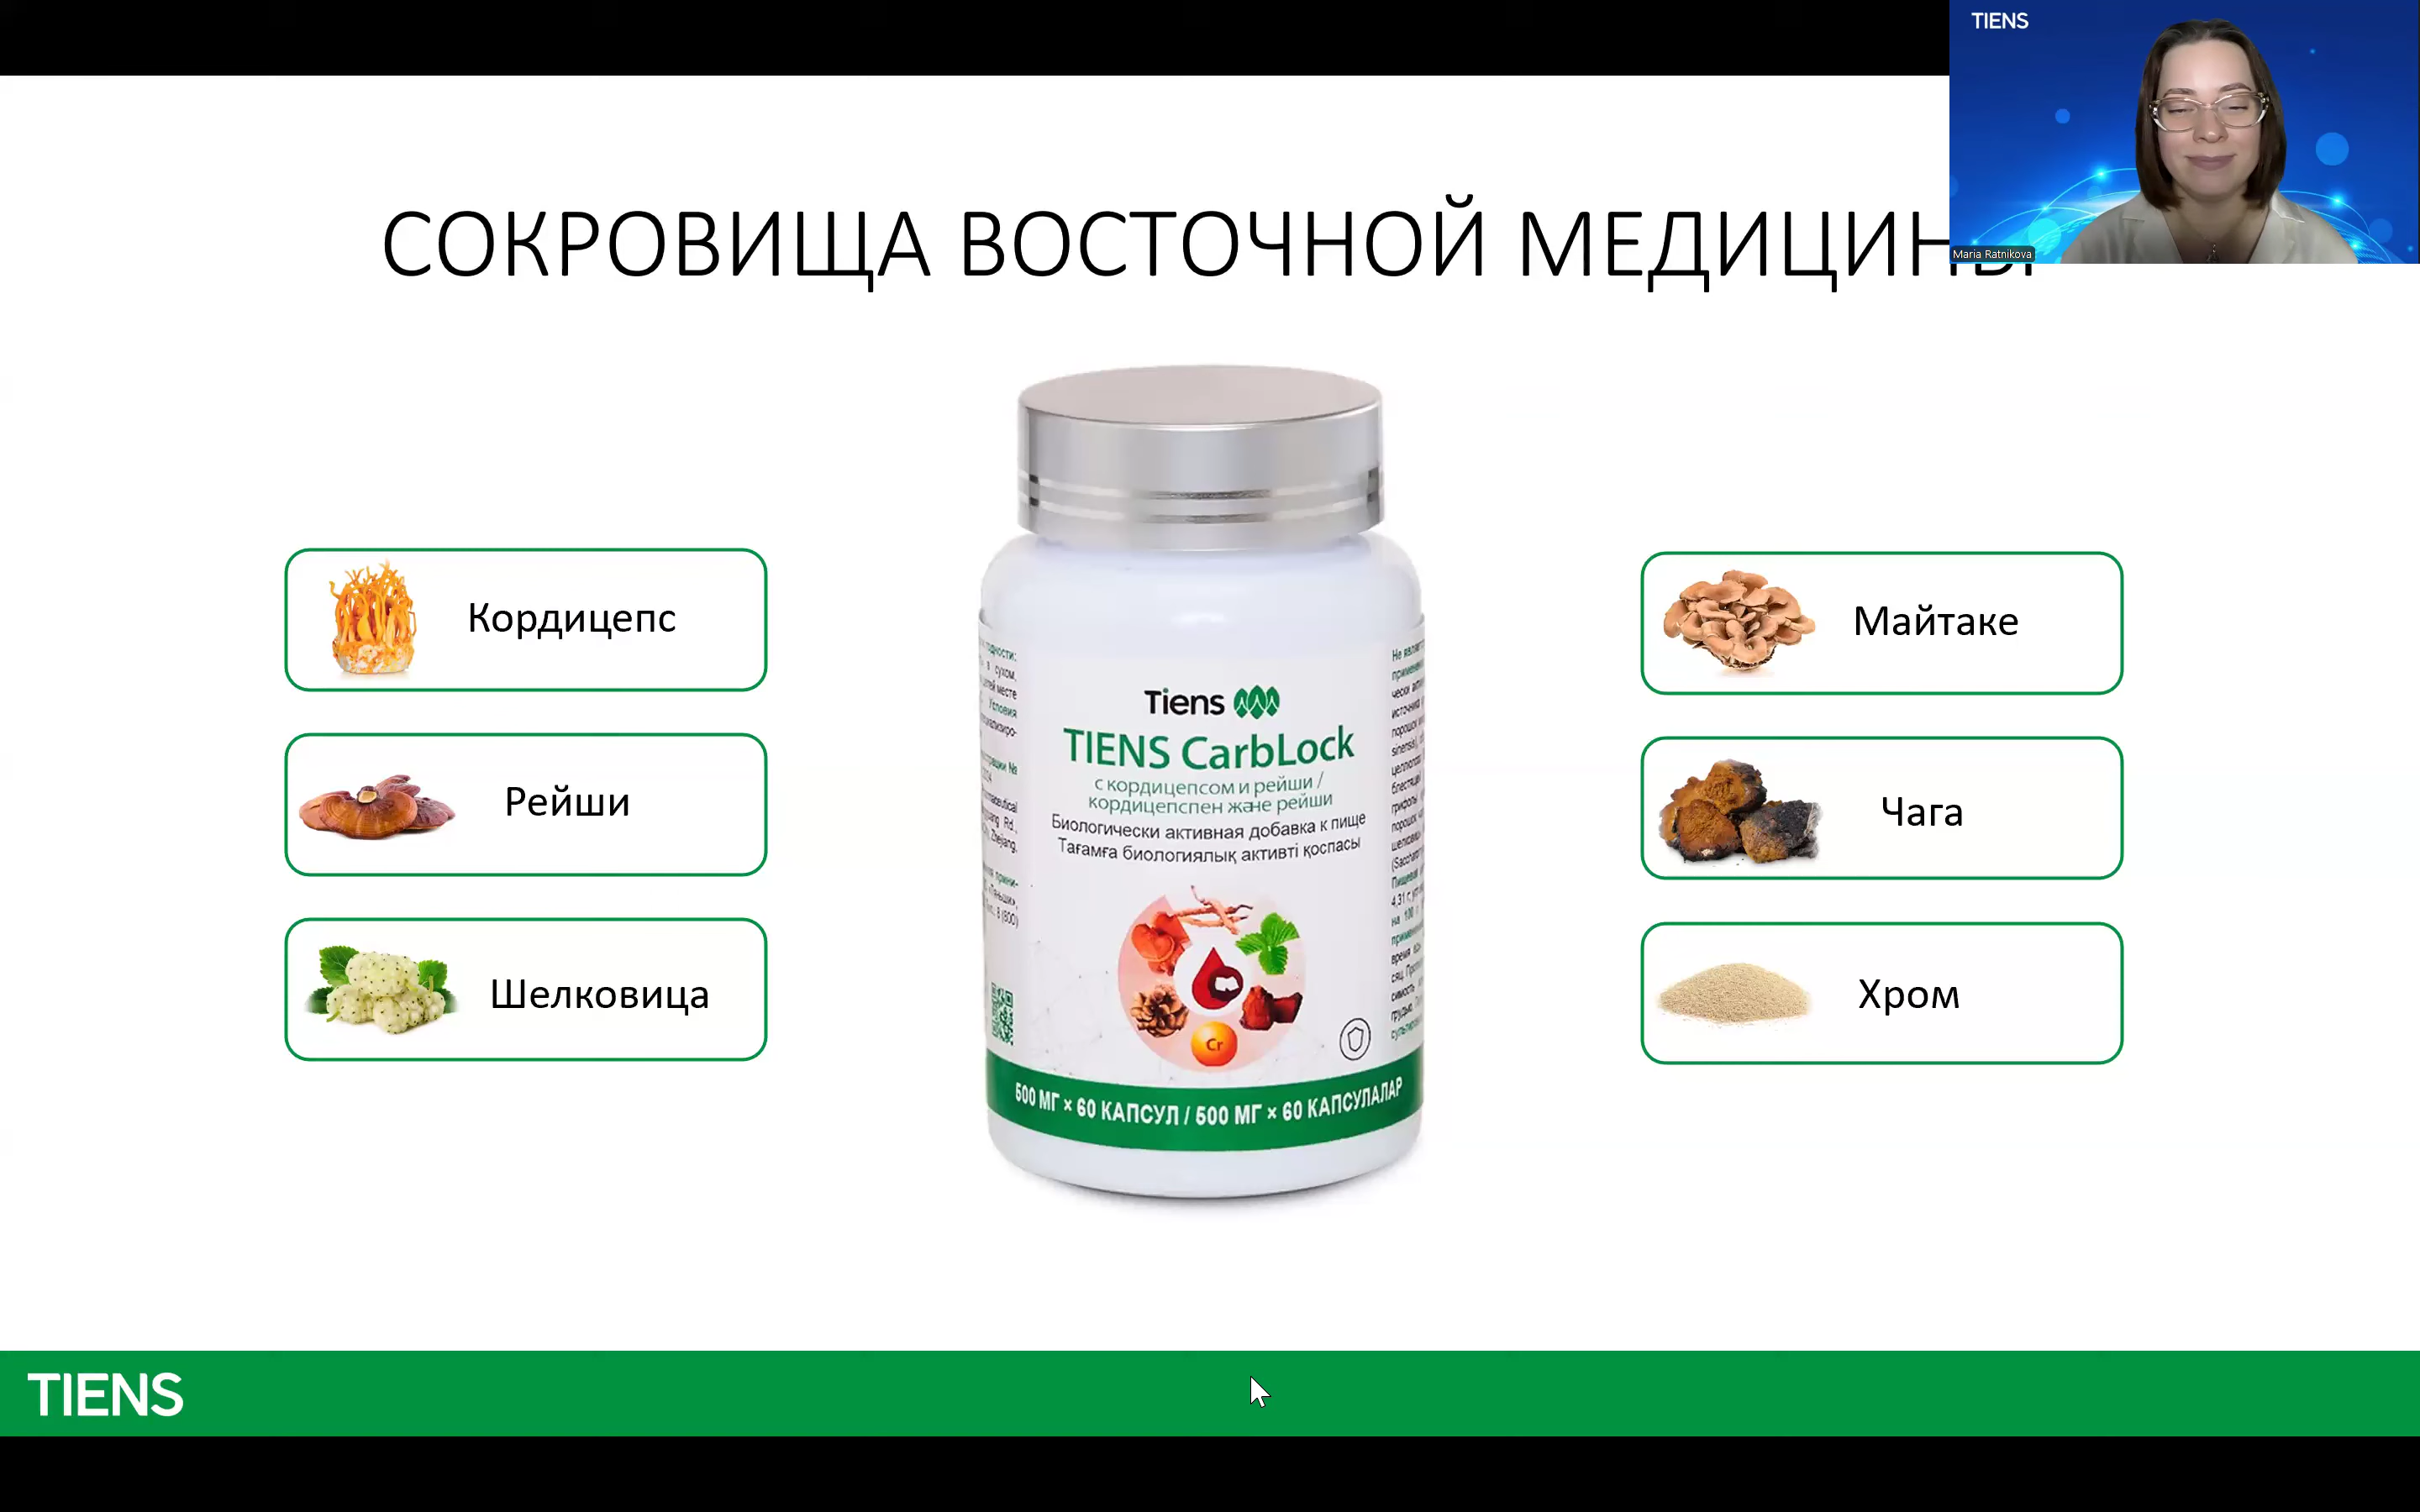 TIENS
Maria Ratnikova
СОКРОВИЩА ВОСТОЧНОЙ МЕДИЦИНЫ
Кордицепс
Рейши
Шелковица
Tiens
TIENS CarbLock
с кордицепсом и рейши /
кордицепспен және рейши
Биологически активная добавка к пище
Тағамға биологиялық активті қоспасы
Cr
500 МГ × 60 КАПСУЛ / 500 МГ × 60 КАПСУЛАЛАР
Майтаке
Чага
Хром
TIENS